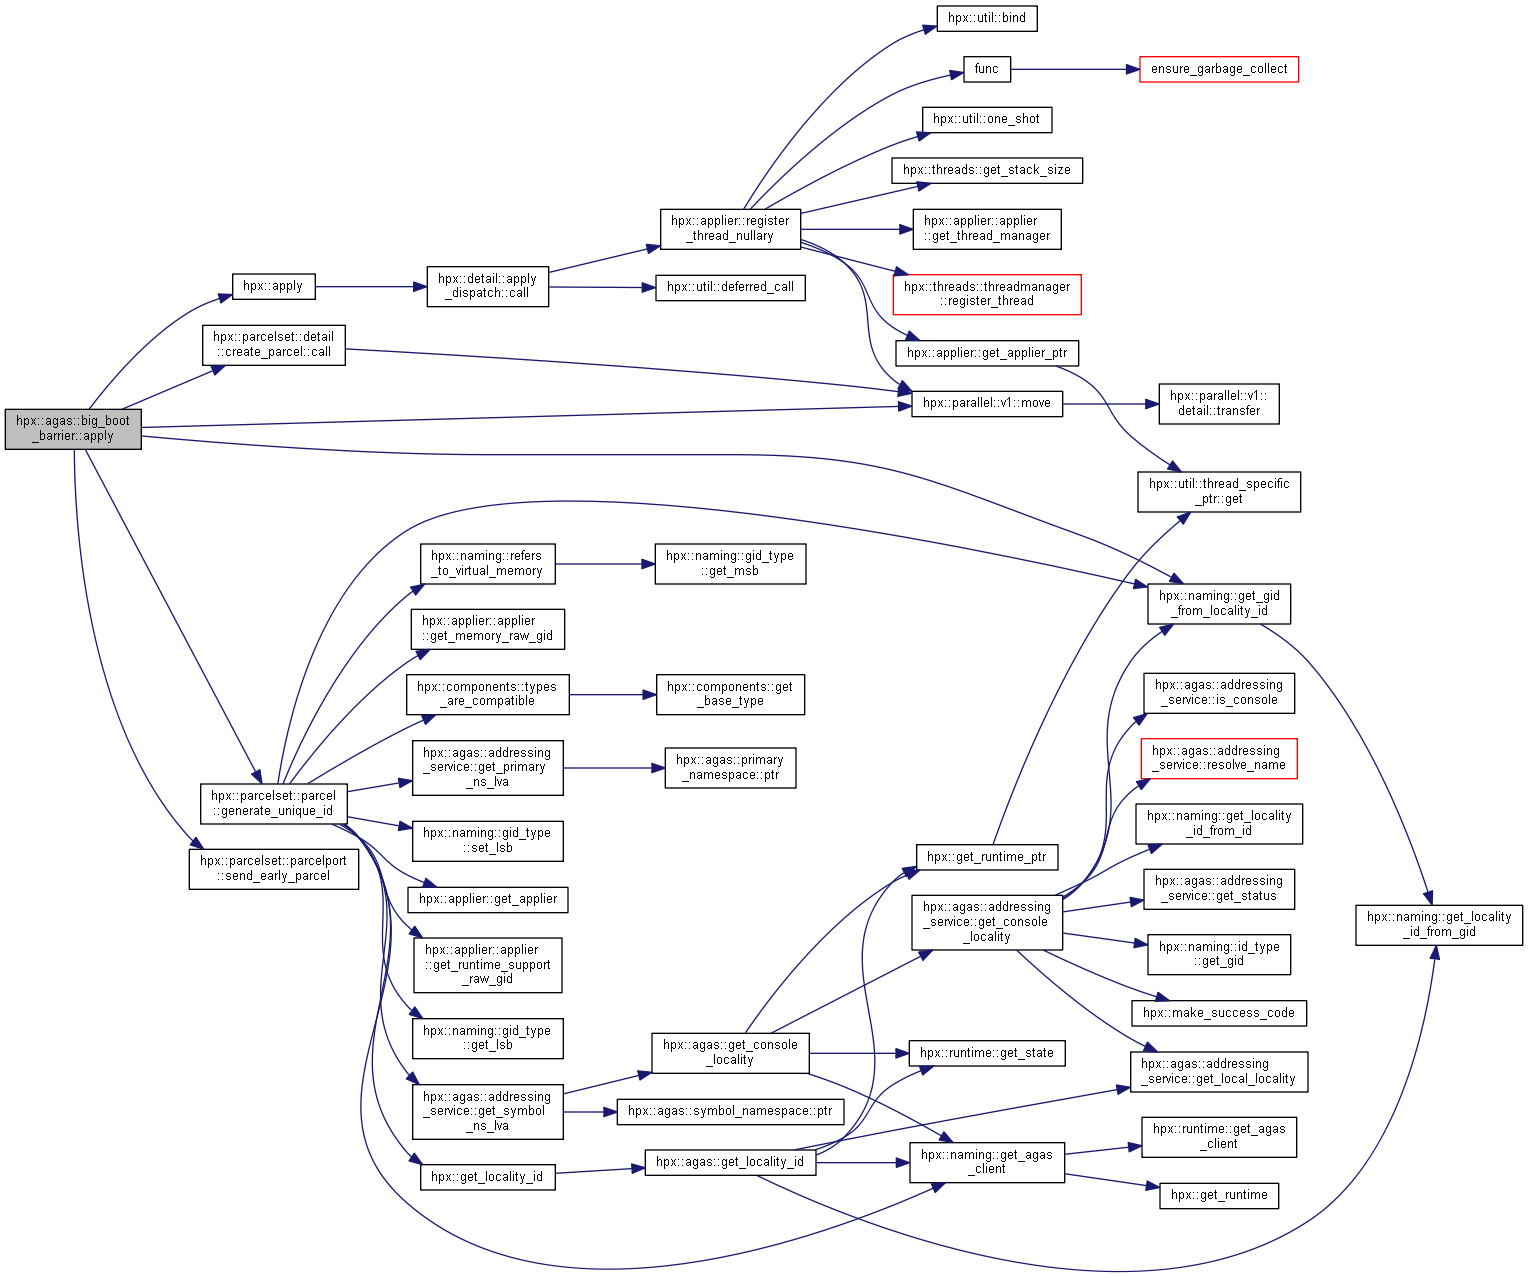 hpx::util::bind
func
ensure_garbage_collect
hpx::util::one_shot
hpx::threads::get_stack_size
hpx::applier::register
_thread_nullary
hpx::applier::applier
::get_thread_manager
hpx::apply
hpx::detail::apply
_dispatch::call
hpx::util::deferred_call
hpx::threads::threadmanager
::register_thread
hpx::parcelset::detail
::create_parcel::call
hpx::applier::get_applier_ptr
hpx::agas::big_boot
_barrier::apply
hpx::parallel::v1::move
hpx::parallel::v1::
detail::transfer
hpx::util::thread_specific
_ptr::get
hpx::naming::refers
_to_virtual_memory
hpx::naming::gid_type
::get_msb
hpx::naming::get_gid
_from_locality_id
hpx::applier::applier
::get_memory_raw_gid
hpx::components::types
_are_compatible
hpx::components::get
_base_type
hpx::agas::addressing
_service::is_console
hpx::agas::addressing
_service::get_primary
_ns_lva
hpx::agas::primary
_namespace::ptr
hpx::agas::addressing
_service::resolve_name
hpx::parcelset::parcel
::generate_unique_id
hpx::naming::gid_type
::set_lsb
hpx::naming::get_locality
_id_from_id
hpx::parcelset::parcelport
::send_early_parcel
hpx::get_runtime_ptr
hpx::applier::get_applier
hpx::agas::addressing
_service::get_console
_locality
hpx::agas::addressing
_service::get_status
hpx::naming::get_locality
_id_from_gid
hpx::applier::applier
::get_runtime_support
_raw_gid
hpx::naming::id_type
::get_gid
hpx::make_success_code
hpx::naming::gid_type
::get_lsb
hpx::agas::get_console
_locality
hpx::runtime::get_state
hpx::agas::addressing
_service::get_local_locality
hpx::agas::addressing
_service::get_symbol
_ns_lva
hpx::agas::symbol_namespace::ptr
hpx::runtime::get_agas
_client
hpx::get_locality_id
hpx::agas::get_locality_id
hpx::naming::get_agas
_client
hpx::get_runtime